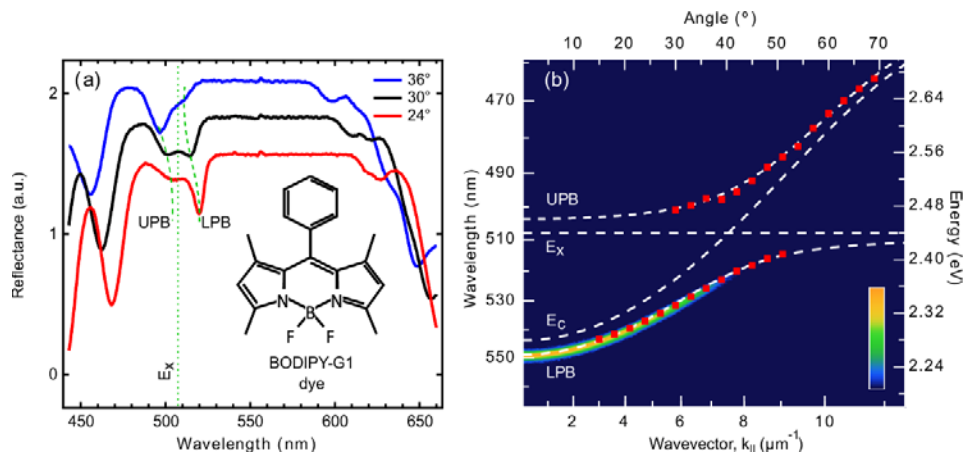 (a)
36°
30°
24°
2
1
0
Reflectance (a.u.)
UPB
LPB
N
N
B
F
F
BODIPY-G1
dye
Ex
450
500
550
600
650
Wavelength (nm)
Angle (º)
10
20
30
40
50
60
70
(b)
470
490
510
530
550
Wavelength (nm)
UPB
Ex
Ec
LPB
2.64
2.56
2.48
2.40
2.32
2.24
Energy (eV)
2
4
6
8
10
Wavevector, k|| (µm⁻¹)